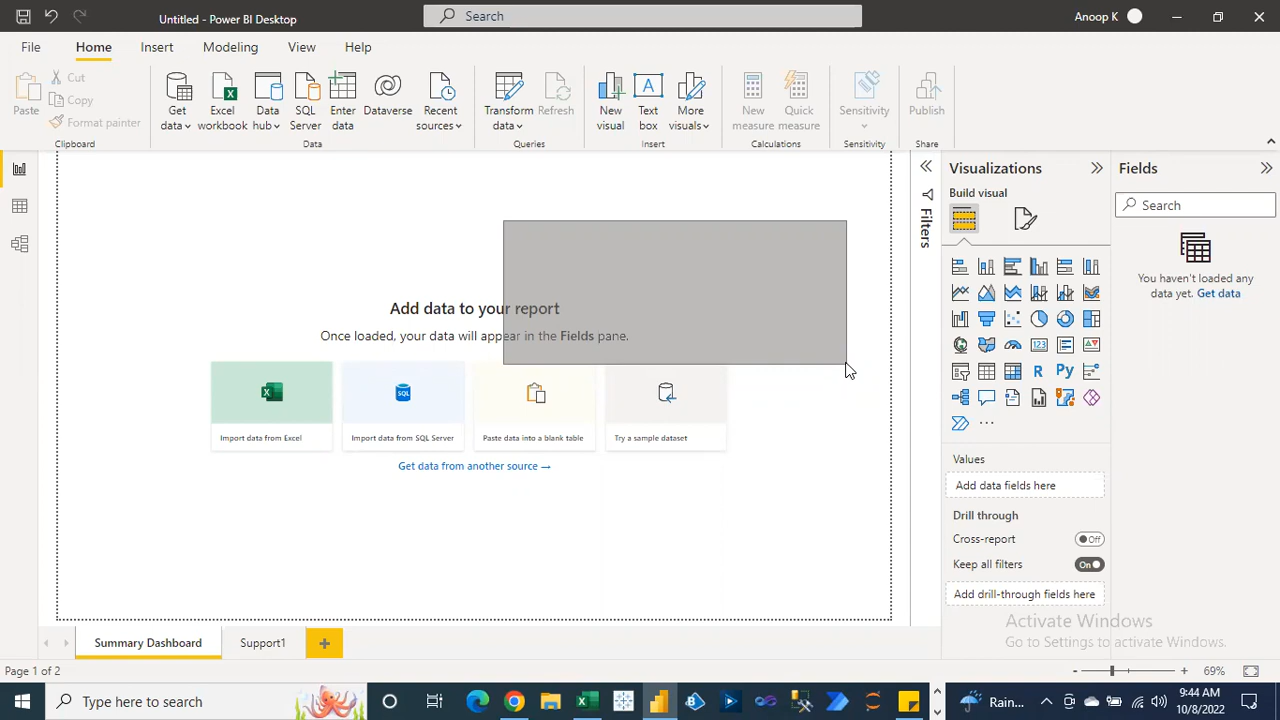 Untitled - Power BI Desktop
Search
Anoop K
File
Home
Insert
Modeling
View
Help
Paste
Cut
Copy
Format painter
Get data
Excel workbook
Data hub
SQL Server
Enter data
Dataverse
Recent sources
Transform data
Refresh
New visual
Text box
More visuals
New measure
Quick measure
Sensitivity
Publish
Clipboard
Data
Queries
Insert
Calculations
Sensitivity
Share
Filters
Visualizations
Build visual
Fields
Search
You haven't loaded any
data yet. Get data
Add data to your report
Once loaded, your data will appear in the Fields pane.
Import data from Excel
Import data from SQL Server
Paste data into a blank table
Try a sample dataset
Get data from another source →
123
R
Py
Values
Add data fields here
Drill through
Cross-report
Off
Keep all filters
On
Add drill-through fields here
Activate Windows
Go to Settings to activate Windows.
Summary Dashboard
Support1
Page 1 of 2
69%
Type here to search
Rain...
9:44 AM
10/8/2022